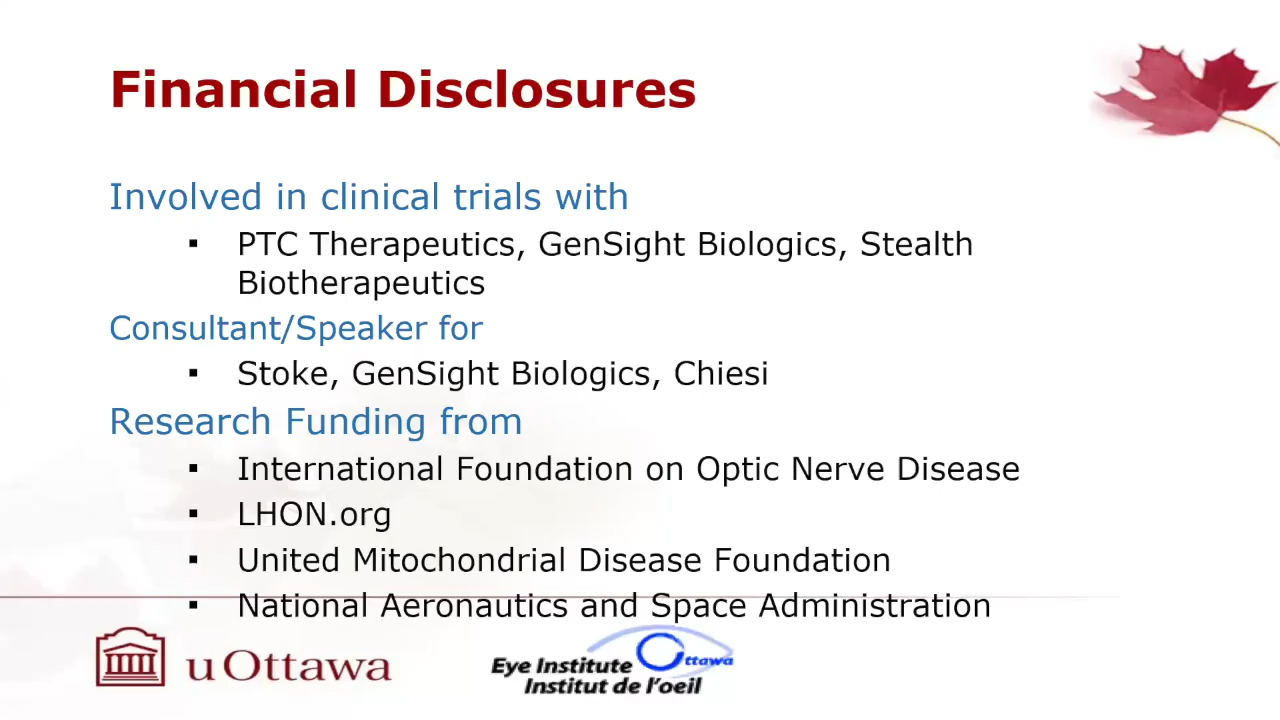 Financial Disclosures
Involved in clinical trials with
▪ PTC Therapeutics, GenSight Biologics, Stealth
Biotherapeutics
Consultant/Speaker for
▪ Stoke, GenSight Biologics, Chiesi
Research Funding from
▪ International Foundation on Optic Nerve Disease
▪ LHON.org
▪ United Mitochondrial Disease Foundation
▪ National Aeronautics and Space Administration
uOttawa
Eye Institute Ottawa
Institut de l'oeil